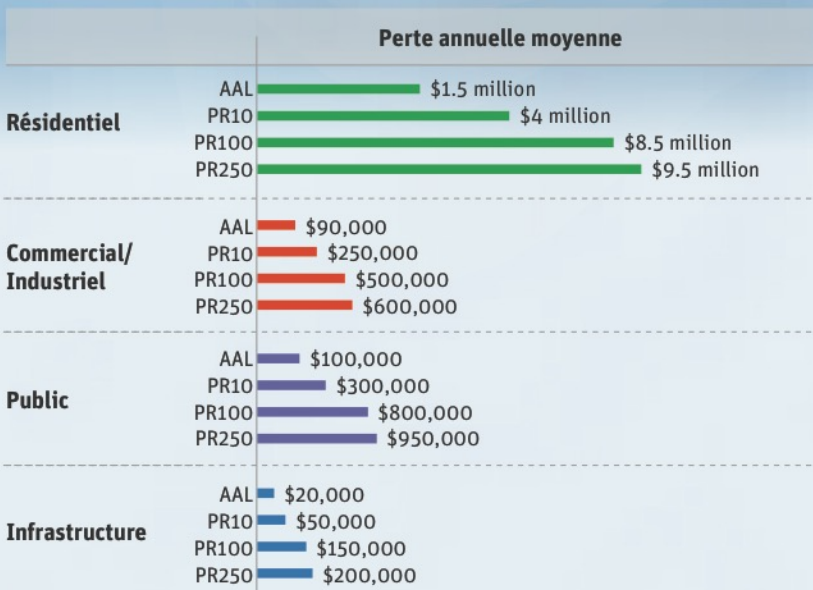 Perte annuelle moyenne
Résidentiel
AAL $1.5 million
PR10 $4 million
PR100 $8.5 million
PR250 $9.5 million
Commercial/
Industriel
AAL $90,000
PR10 $250,000
PR100 $500,000
PR250 $600,000
Public
AAL $100,000
PR10 $300,000
PR100 $800,000
PR250 $950,000
Infrastructure
AAL $20,000
PR10 $50,000
PR100 $150,000
PR250 $200,000